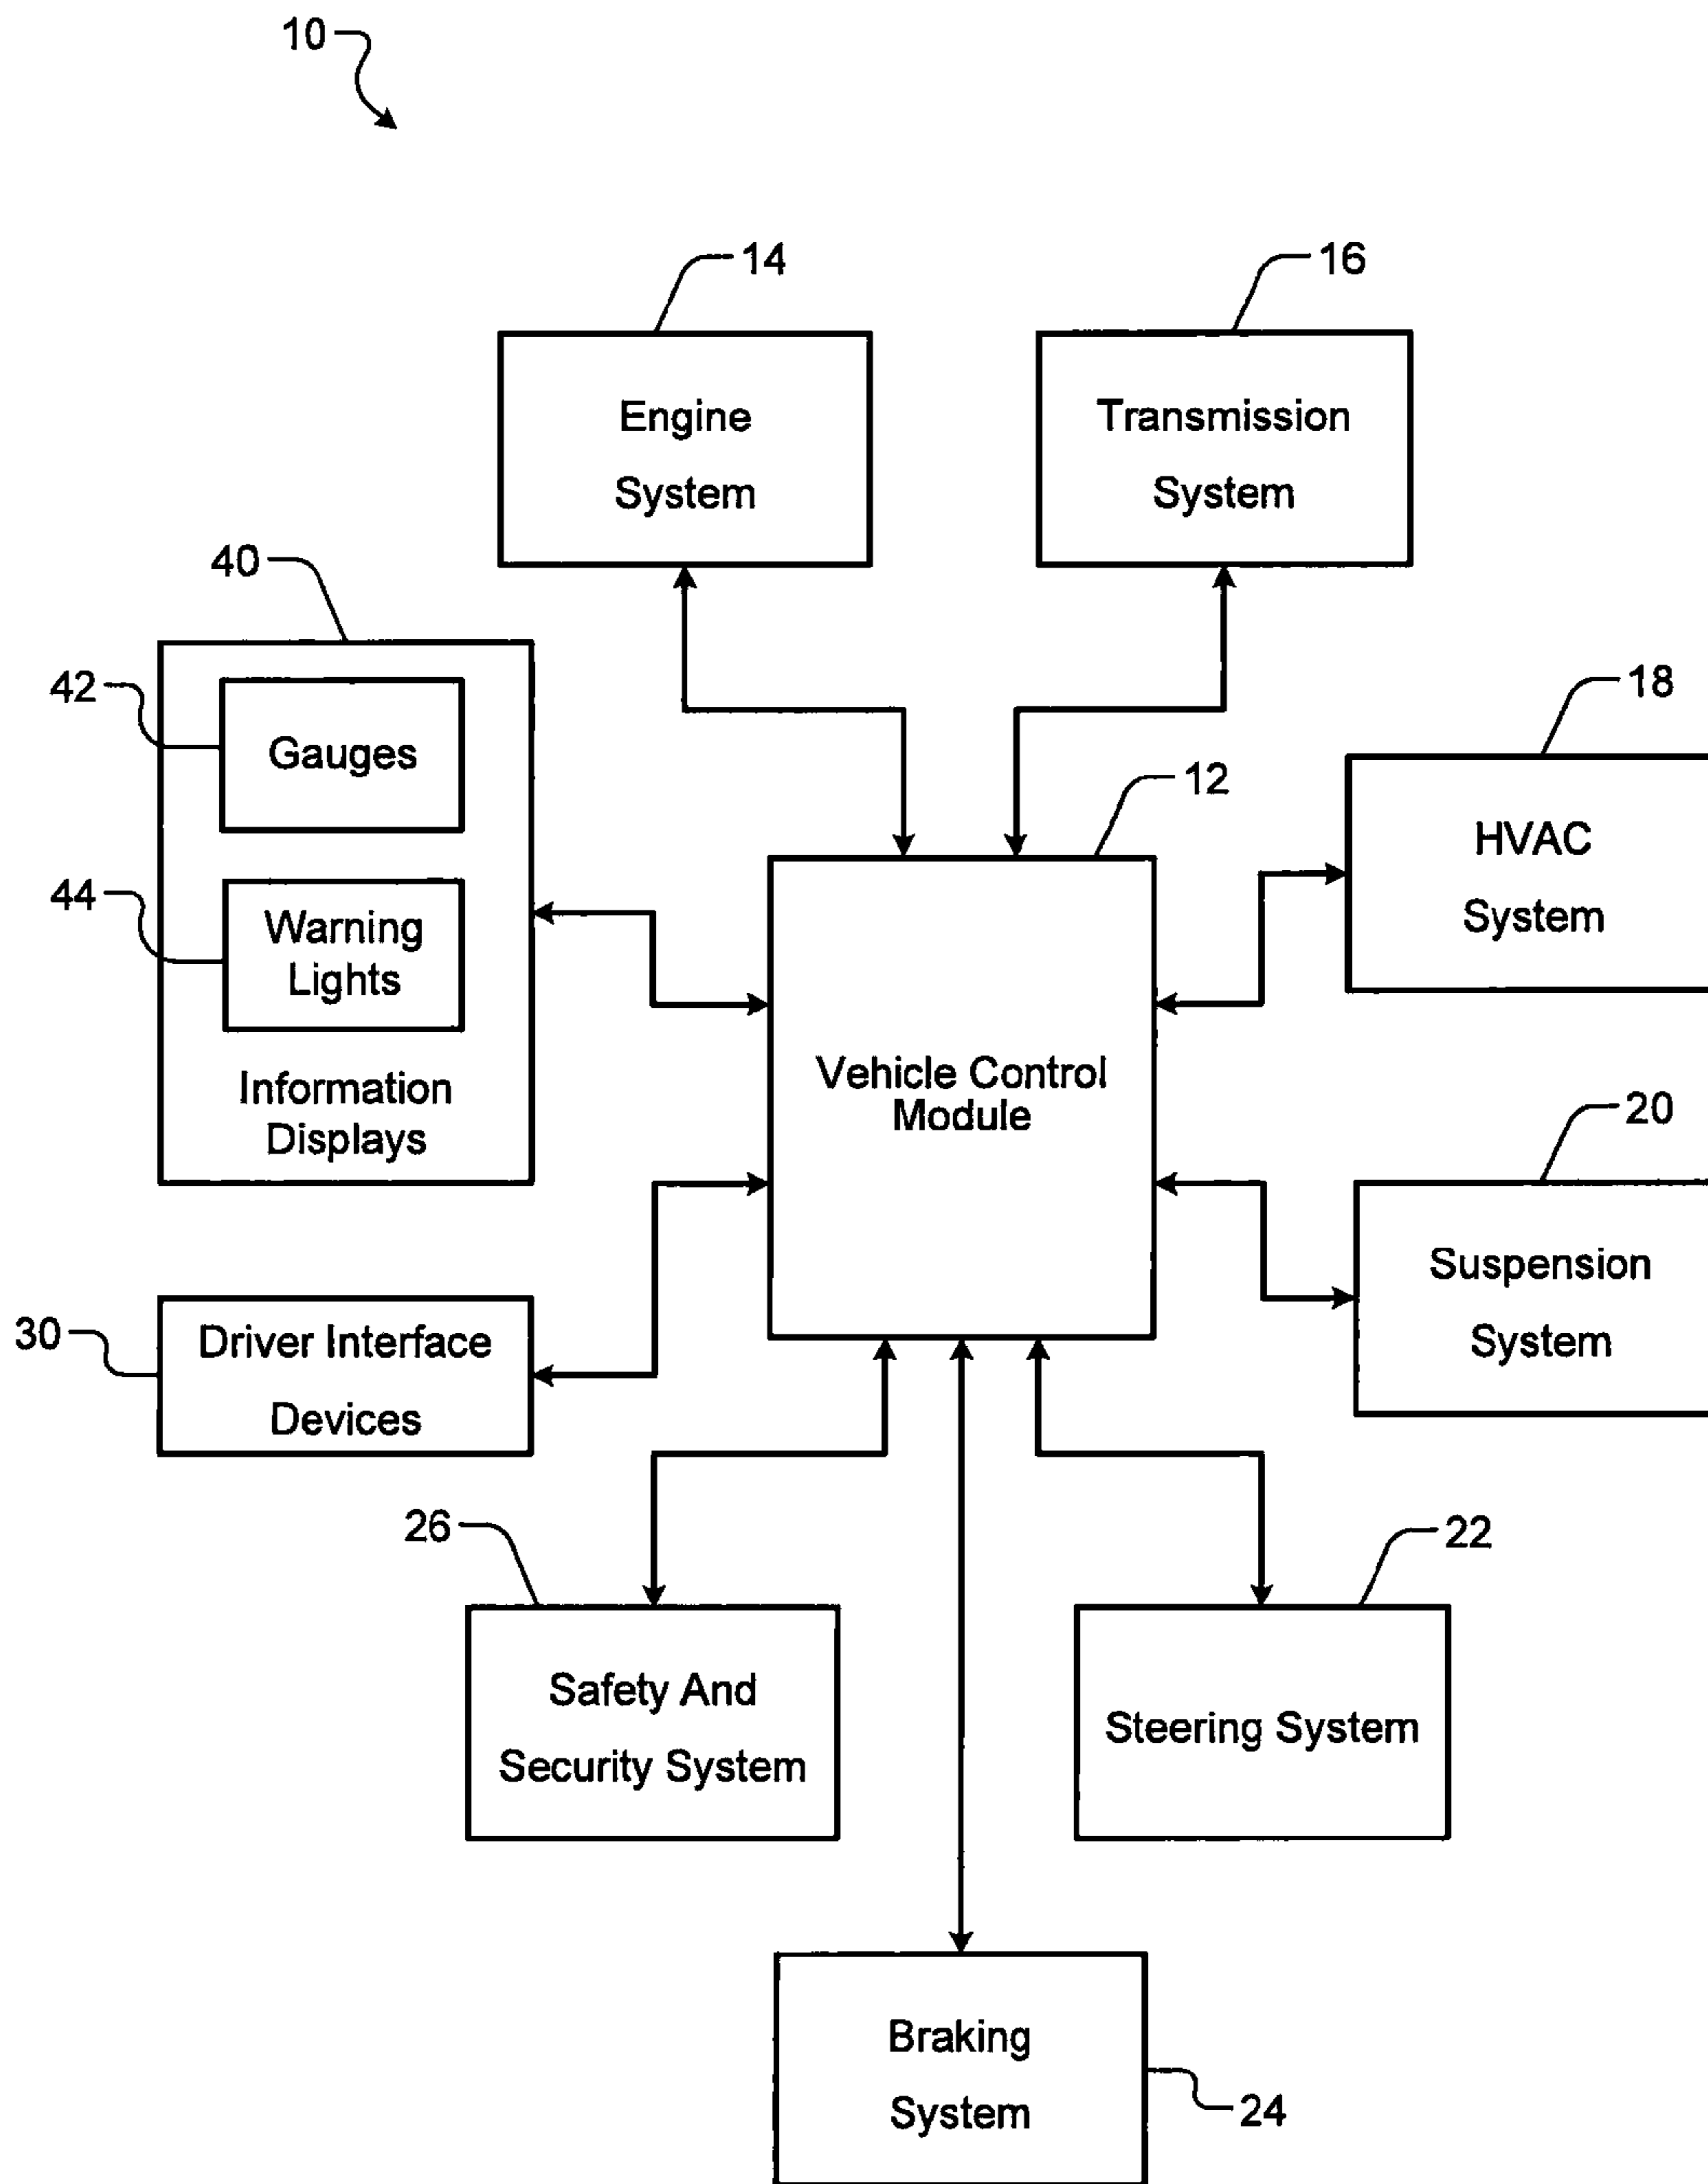 10
14
16
Engine
System
Transmission
System
40
42
Gauges
18
12
HVAC
System
44
Warning
Lights
Information
Displays
Vehicle Control
Module
20
Suspension
System
30
Driver Interface
Devices
26
22
Safety And
Security System
Steering System
Braking
System
24